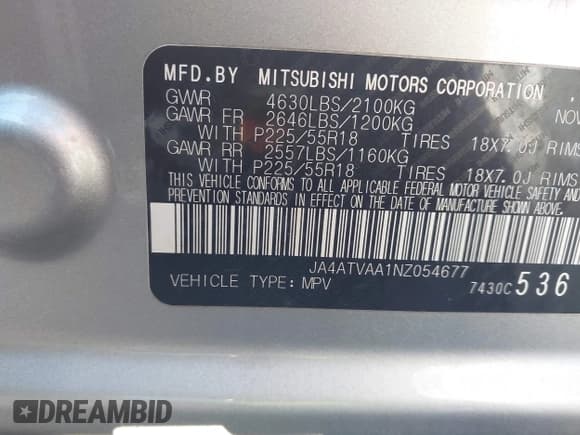 MFD.BY MITSUBISHI MOTORS CORPORATION ,
GVWR 4630LBS/2100KG NOV
GAWR FR 2646LBS/1200KG
WITH P225/55R18 TIRES 18X7.0J RIMS
GAWR RR 2557LBS/1160KG
WITH P225/55R18 TIRES 18X7.0J RIMS
THIS VEHICLE CONFORMS TO ALL APPLICABLE FEDERAL MOTOR VEHICLE SAFETY AND
PREVENTION STANDARDS IN EFFECT ON THE DATE OF MANUFACTURE SHOWN ABOVE.
JA4ATVAA1NZ054677
VEHICLE TYPE:MPV 7430C 536
DREAMBID